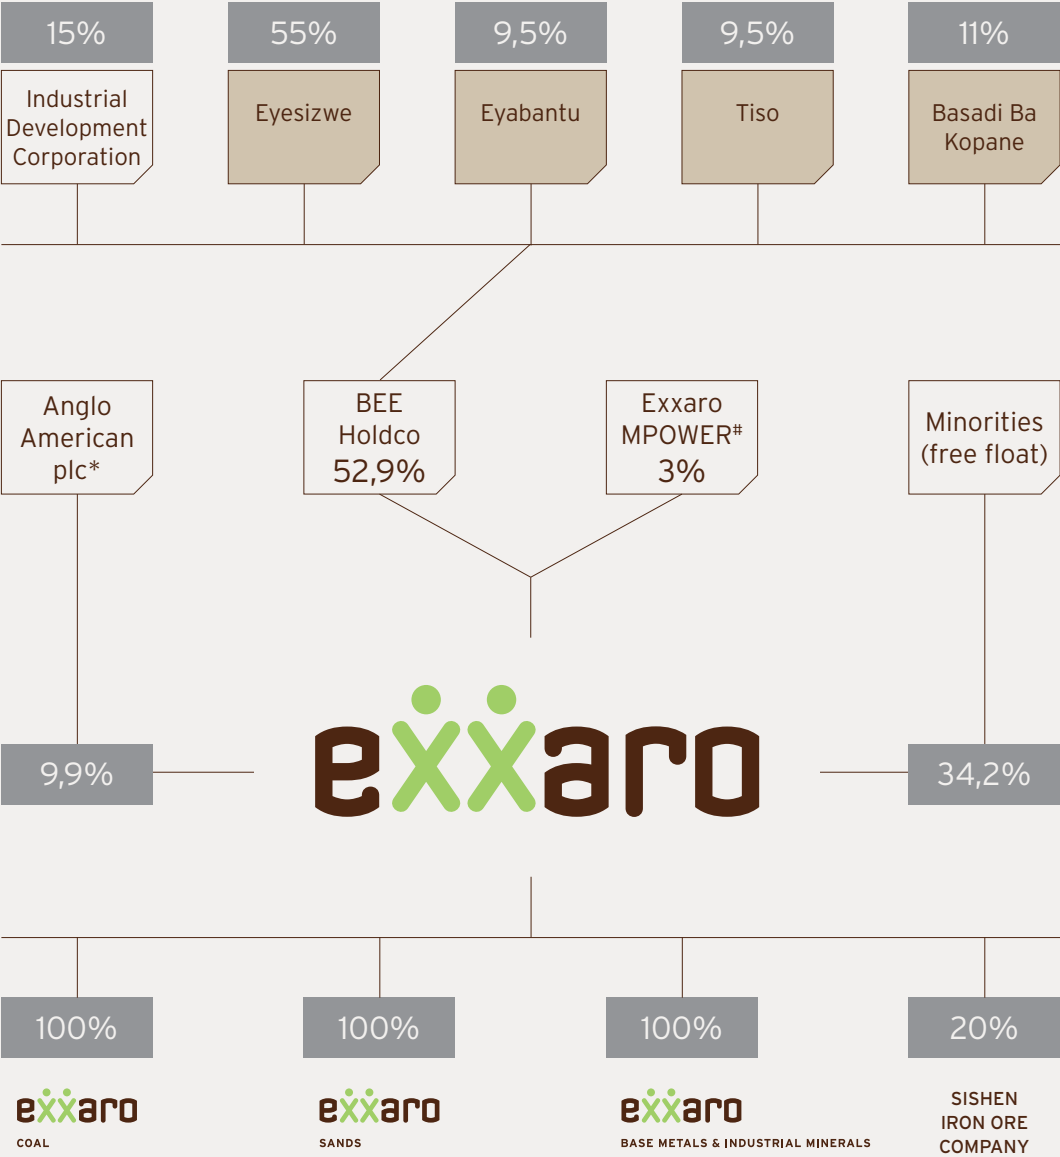 15%
55%
9,5%
9,5%
11%
Industrial
Development
Corporation
Eyesizwe
Eyabantu
Tiso
Basadi Ba
Kopane
Anglo
American
plc*
BEE
Holdco
52,9%
Exxaro
MPOWER#
3%
Minorities
(free float)
9,9%
exxaro
34,2%
100%
100%
100%
20%
exxaro
COAL
exxaro
SANDS
exxaro
BASE METALS & INDUSTRIAL MINERALS
SISHEN
IRON ORE
COMPANY